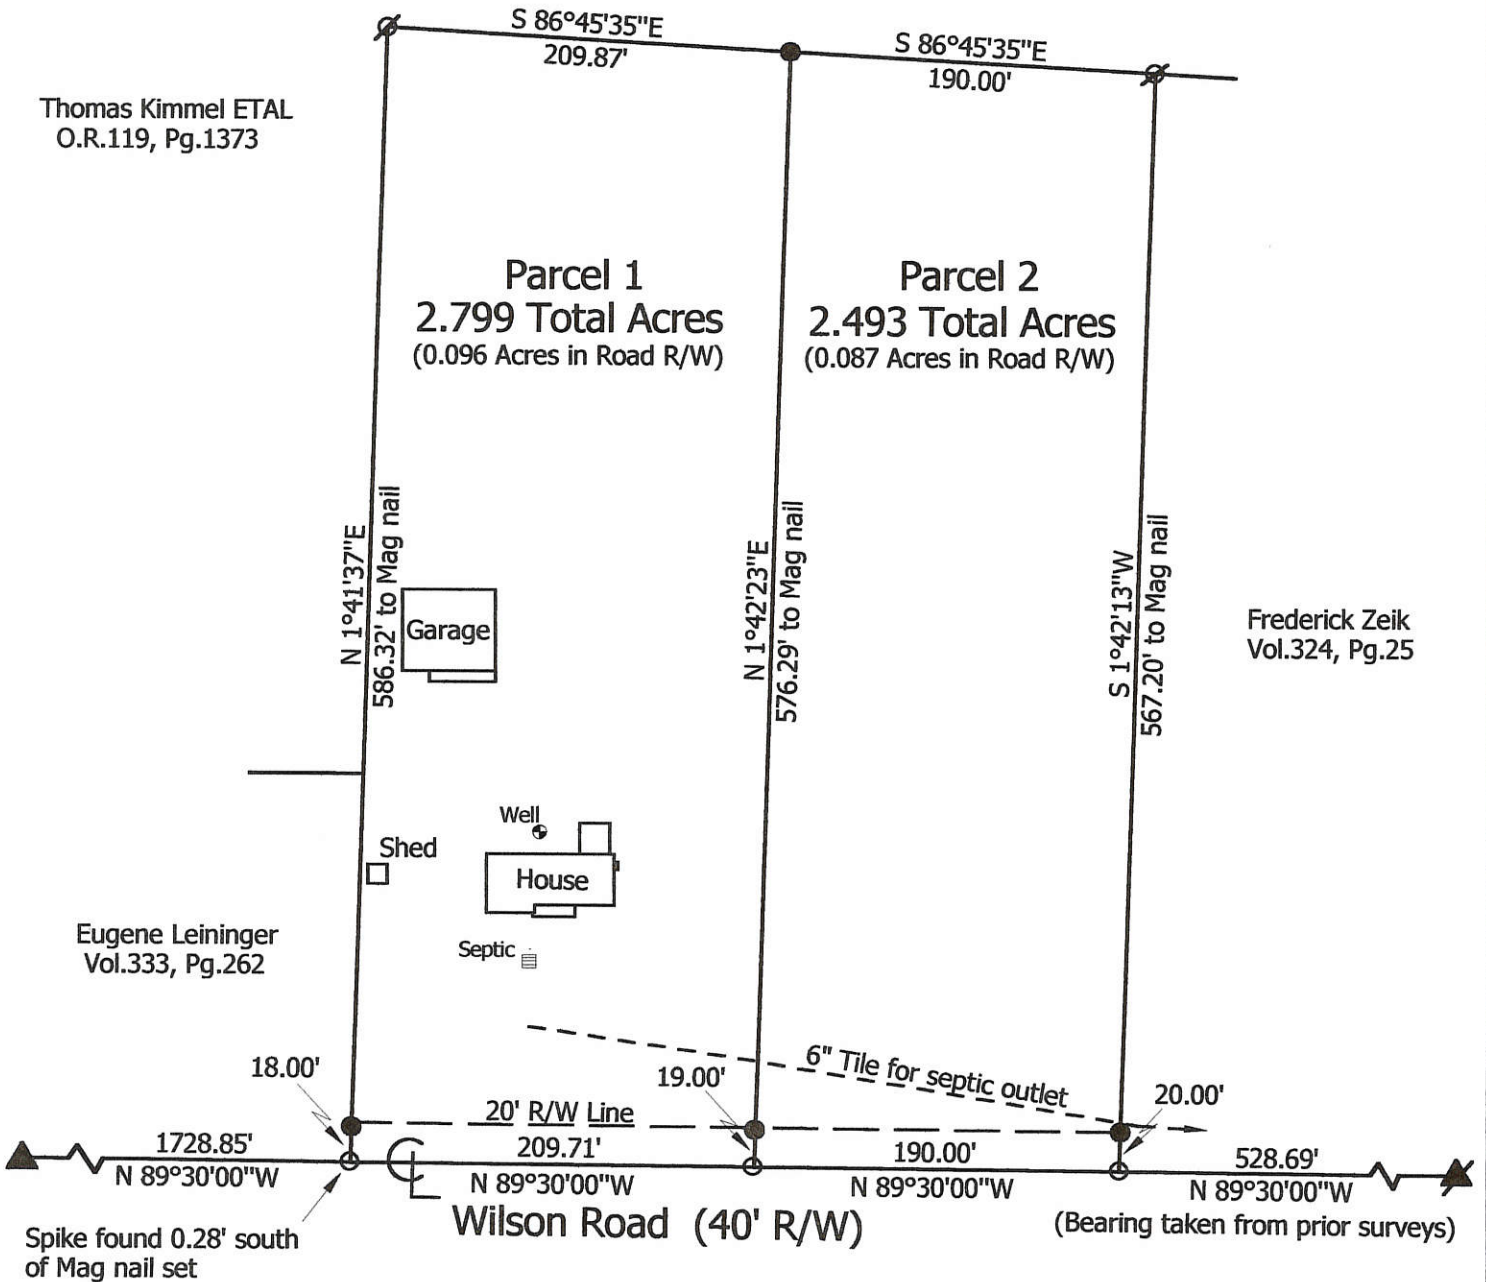 S 86°45'35"E
209.87'
S 86°45'35"E
190.00'
Thomas Kimmel ETAL
O.R.119, Pg.1373
Parcel 1
2.799 Total Acres
(0.096 Acres in Road R/W)
Parcel 2
2.493 Total Acres
(0.087 Acres in Road R/W)
N 1°41'37"E
586.32' to Mag nail
Garage
N 1°42'23"E
576.29' to Mag nail
S 1°42'13"W
567.20' to Mag nail
Frederick Zeik
Vol.324, Pg.25
Well
Shed
House
Eugene Leininger
Vol.333, Pg.262
Septic
18.00'
19.00'
6" Tile for septic outlet
20.00'
20' R/W Line
1728.85'
N 89°30'00"W
209.71'
N 89°30'00"W
190.00'
N 89°30'00"W
528.69'
N 89°30'00"W
CL
Wilson Road (40' R/W)
(Bearing taken from prior surveys)
Spike found 0.28' south
of Mag nail set